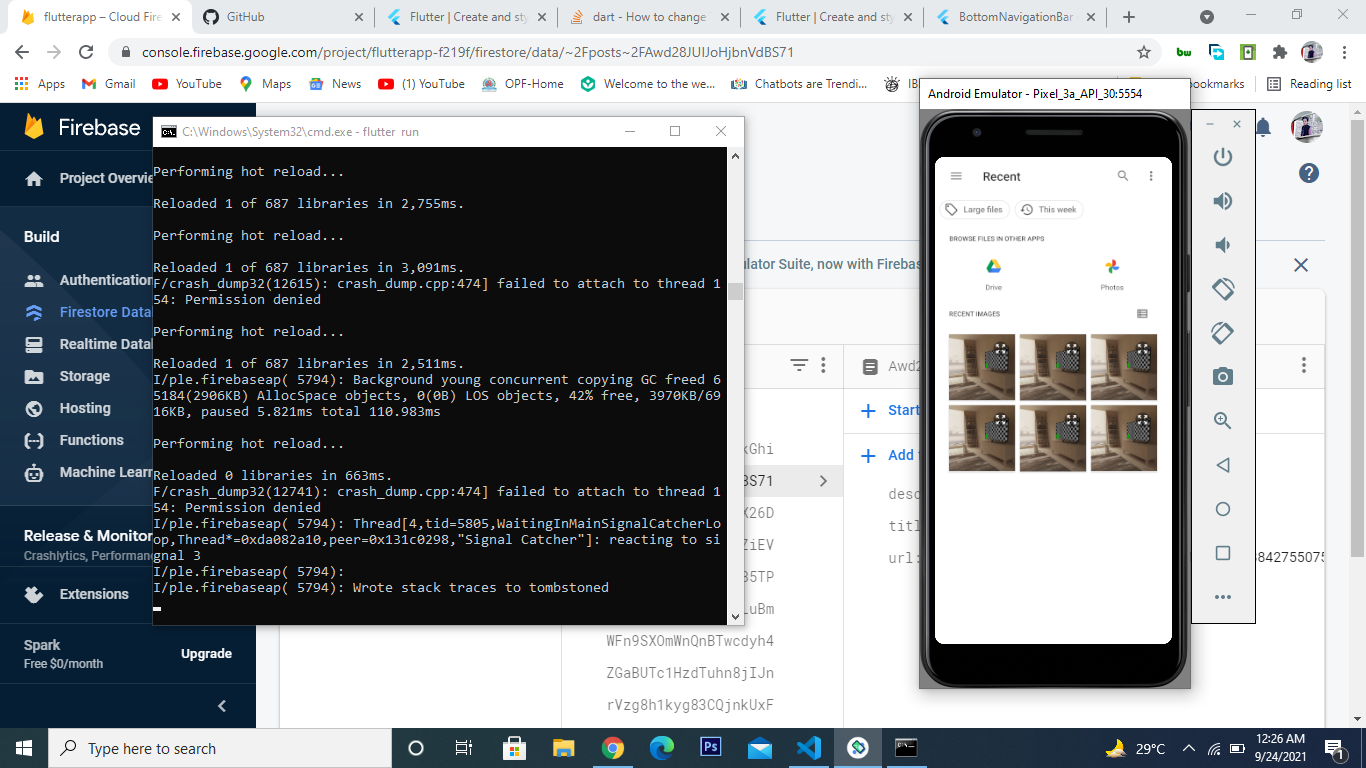 flutterapp – Cloud Fire
GitHub
Flutter | Create and sty
dart - How to change
Flutter | Create and sty
BottomNavigationBar
console.firebase.google.com/project/flutterapp-f219f/firestore/data/~2Fposts~2FAwd28JUIJoHjbnVdBS71
Apps
Gmail
YouTube
Maps
News
(1) YouTube
OPF-Home
Welcome to the we...
Chatbots are Trendi...
bookmarks
Reading list
Android Emulator - Pixel_3a_API_30:5554
Firebase
C:\Windows\System32\cmd.exe - flutter run
Project Overvie
Build
Authentication
Firestore Data
Realtime Datal
Storage
Hosting
Functions
Machine Learn
Release & Monitor
Crashlytics, Performanc
Extensions
Spark
Free $0/month
Upgrade
Performing hot reload...
Reloaded 1 of 687 libraries in 2,755ms.
Performing hot reload...
Reloaded 1 of 687 libraries in 3,091ms.
F/crash_dump32(12615): crash_dump.cpp:474] failed to attach to thread 1
54: Permission denied
Performing hot reload...
Reloaded 1 of 687 libraries in 2,511ms.
I/ple.firebaseap( 5794): Background young concurrent copying GC freed 6
5184(2906KB) AllocSpace objects, 0(0B) LOS objects, 42% free, 3970KB/69
16KB, paused 5.821ms total 110.983ms
Performing hot reload...
Reloaded 0 libraries in 663ms.
F/crash_dump32(12741): crash_dump.cpp:474] failed to attach to thread 1
54: Permission denied
I/ple.firebaseap( 5794): Thread[4,tid=5805,WaitingInMainSignalCatcherLo
op,Thread*=0xda082a10,peer=0x131c0298,"Signal Catcher"]: reacting to si
gnal 3
I/ple.firebaseap( 5794):
I/ple.firebaseap( 5794): Wrote stack traces to tombstoned
ulator Suite, now with Firebas
Awd2
Start
Add
kGhi
BS71
X26D
ZiEV
B5TP
LuBm
WFn9SXOmWnQnBTwcdyh4
ZGaBUTc1HzdTuhn8jIJn
rVzg8h1kyg83CQjnkUxF
desc
titl
url:
3842755075
Recent
Large files
This week
BROWSE FILES IN OTHER APPS
Drive
Photos
RECENT IMAGES
Type here to search
29°C
12:26 AM
9/24/2021
1